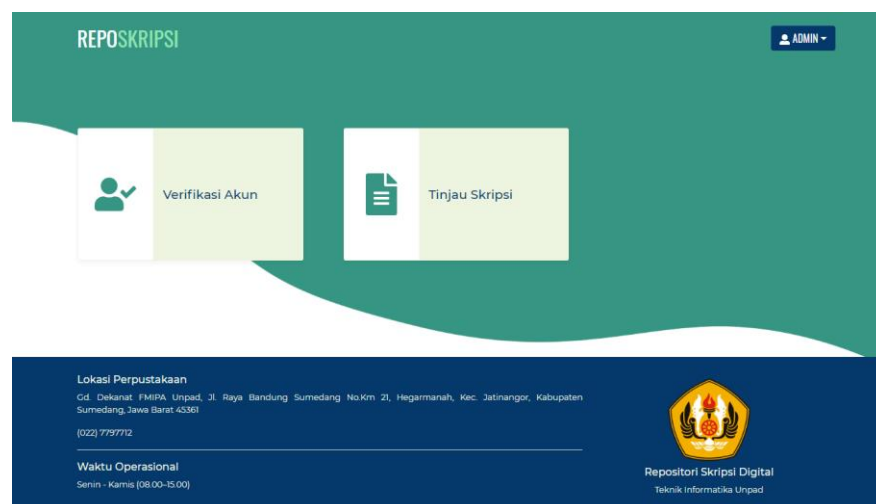 REPOSKRIPSI
ADMIN
Verifikasi Akun
Tinjau Skripsi
Lokasi Perpustakaan
Gd. Dekanat FMIPA Unpad, Jl. Raya Bandung Sumedang No.Km 21, Hegarmanah, Kec. Jatinangor, Kabupaten
Sumedang, Jawa Barat 45361
(022) 7797712
Waktu Operasional
Senin - Kamis (08.00–15.00)
Repositori Skripsi Digital
Teknik Informatika Unpad